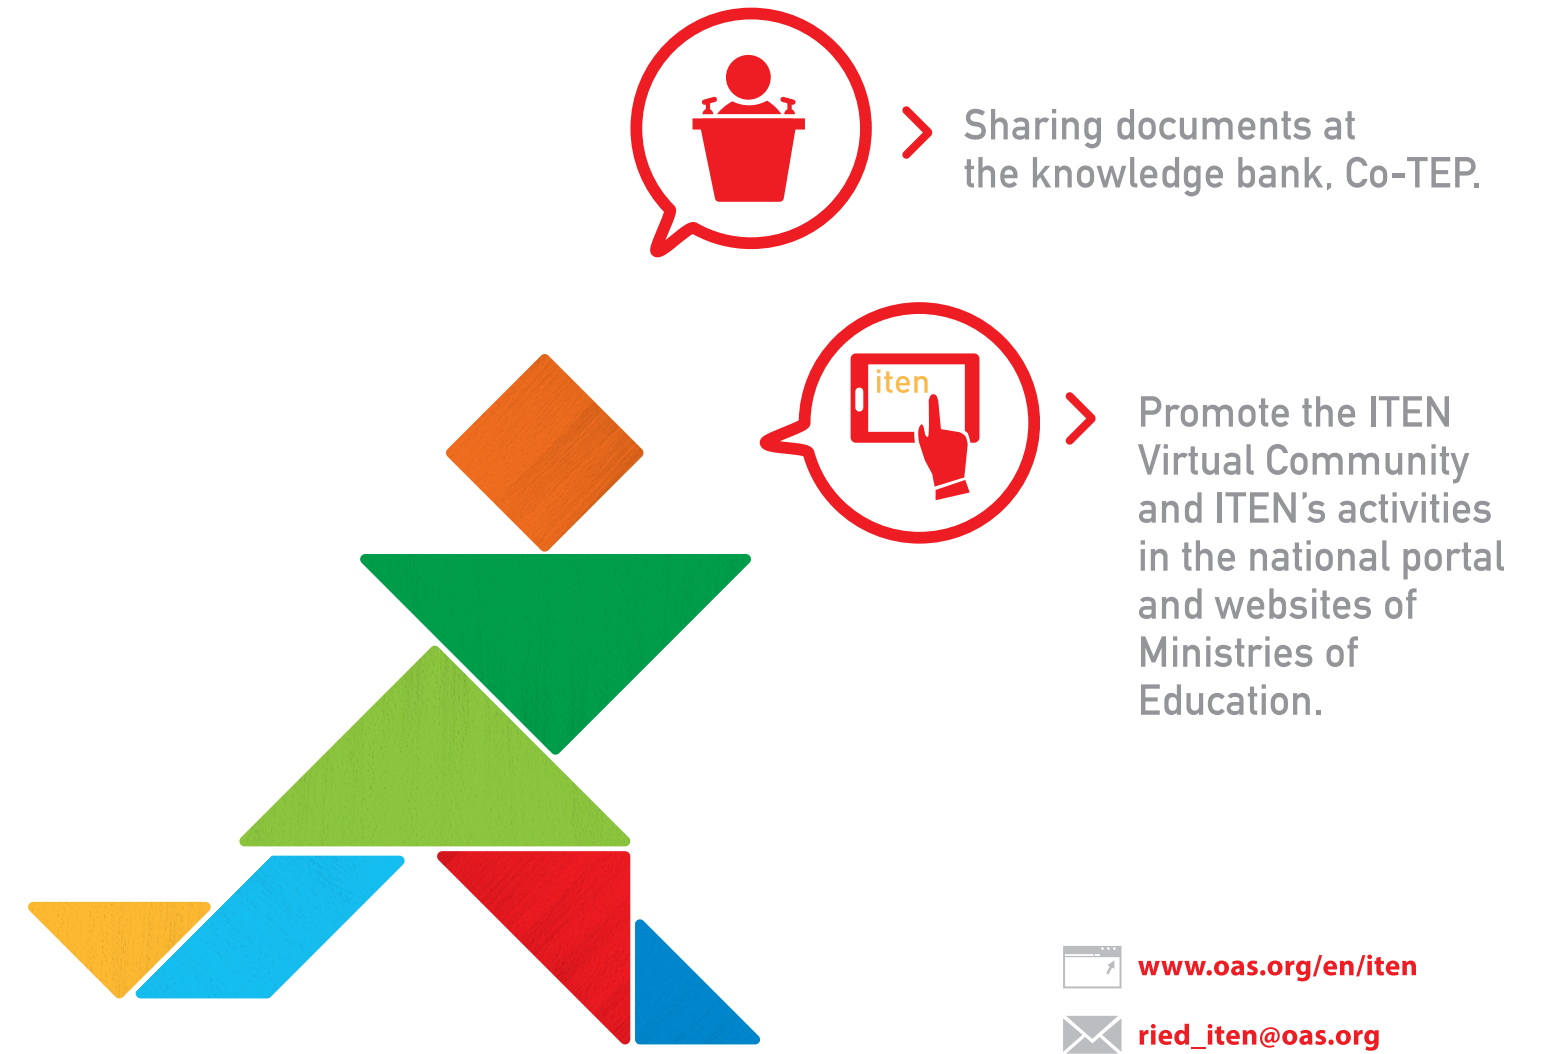 Sharing documents at
the knowledge bank, Co-TEP.
iten
Promote the ITEN
Virtual Community
and ITEN's activities
in the national portal
and websites of
Ministries of
Education.
www.oas.org/en/iten
ried_iten@oas.org